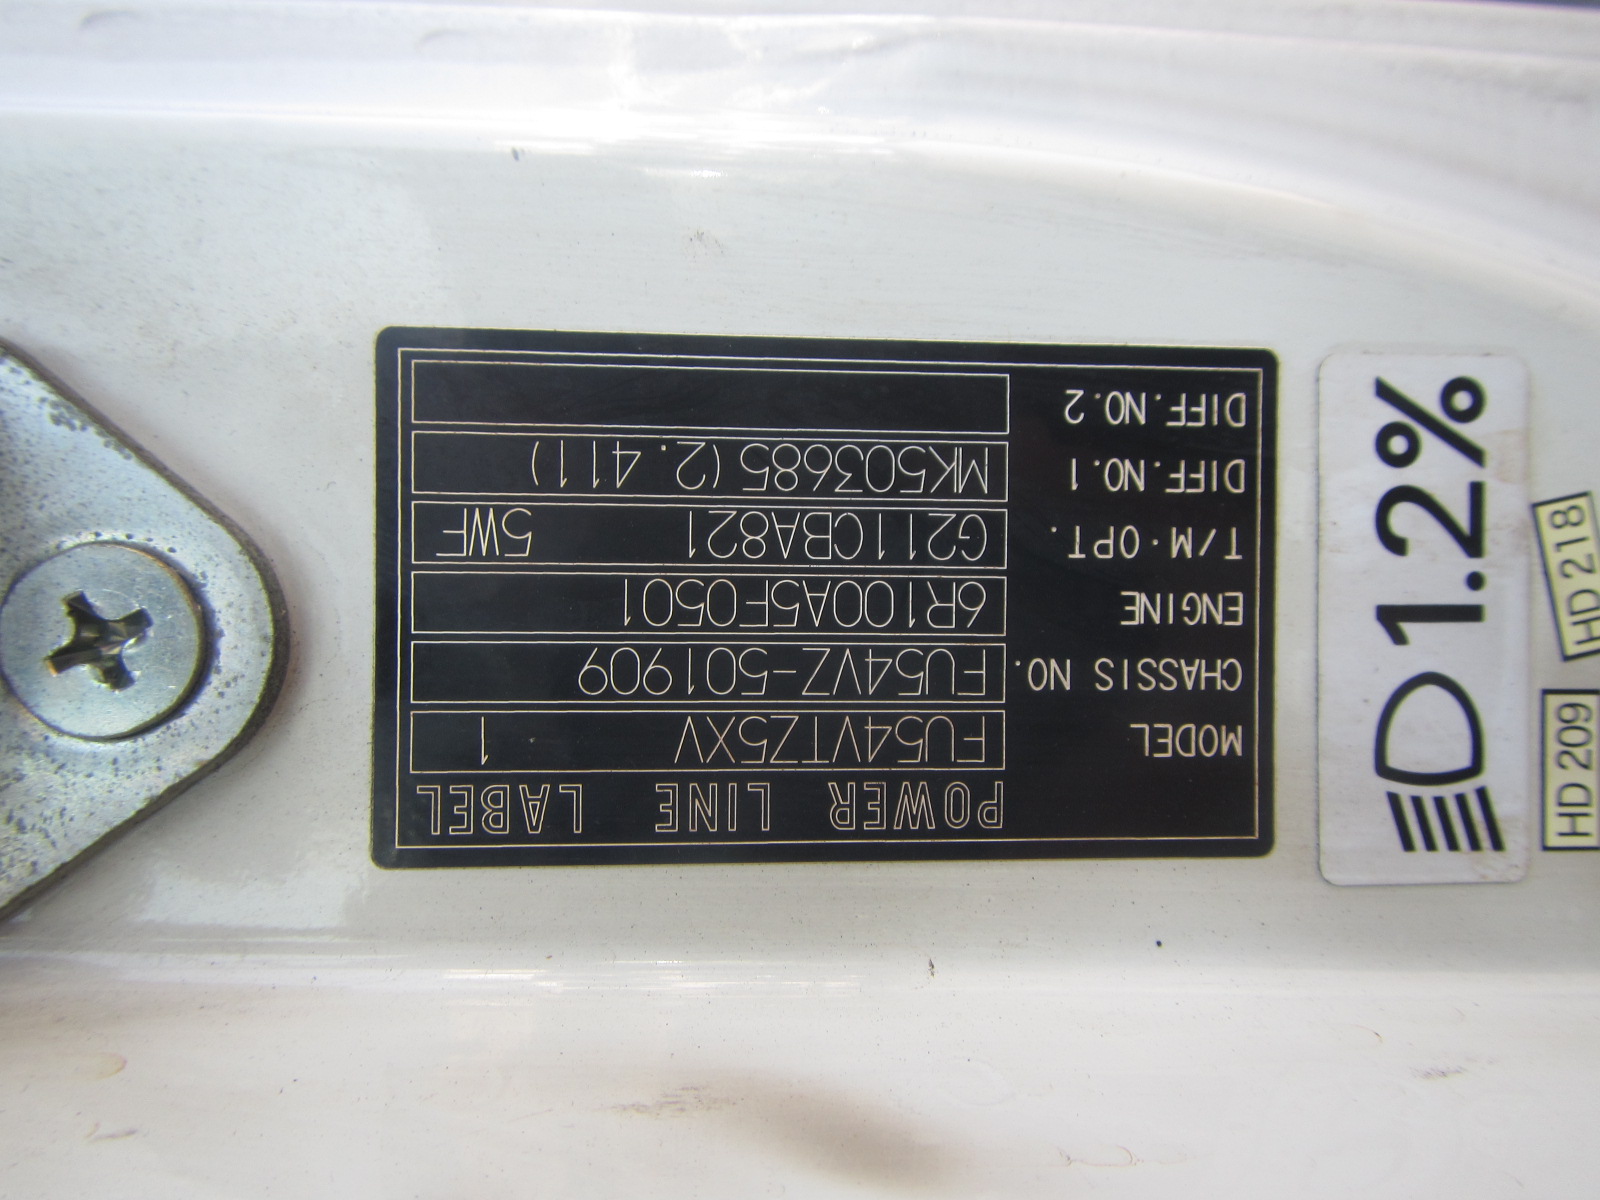 POWER LINE LABEL
MODEL FU54VTZ5XV 1
CHASSIS NO. FU54VZ-501909
ENGINE 6R100A5F0501
T/M·OPT. G211CBA821 5WF
DIFF.NO.1 MK503685(2.411)
DIFF.NO.2
1.2%
HD 209
HD 218